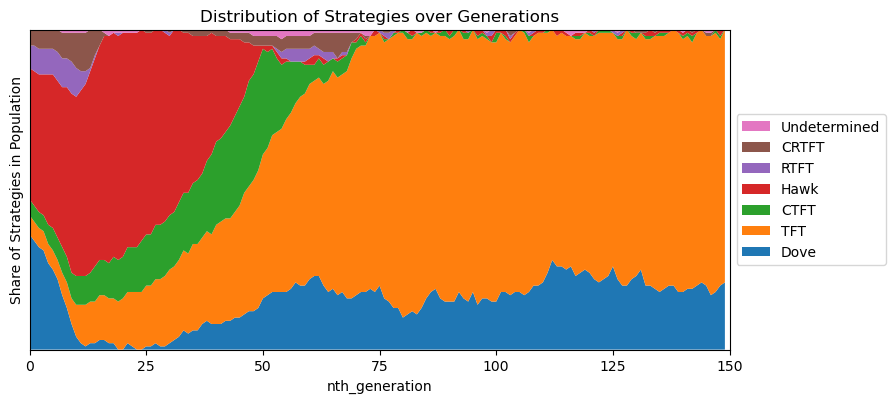 Distribution of Strategies over Generations
Share of Strategies in Population
0
25
50
75
100
125
150
nth_generation
Undetermined
CRTFT
RTFT
Hawk
CTFT
TFT
Dove